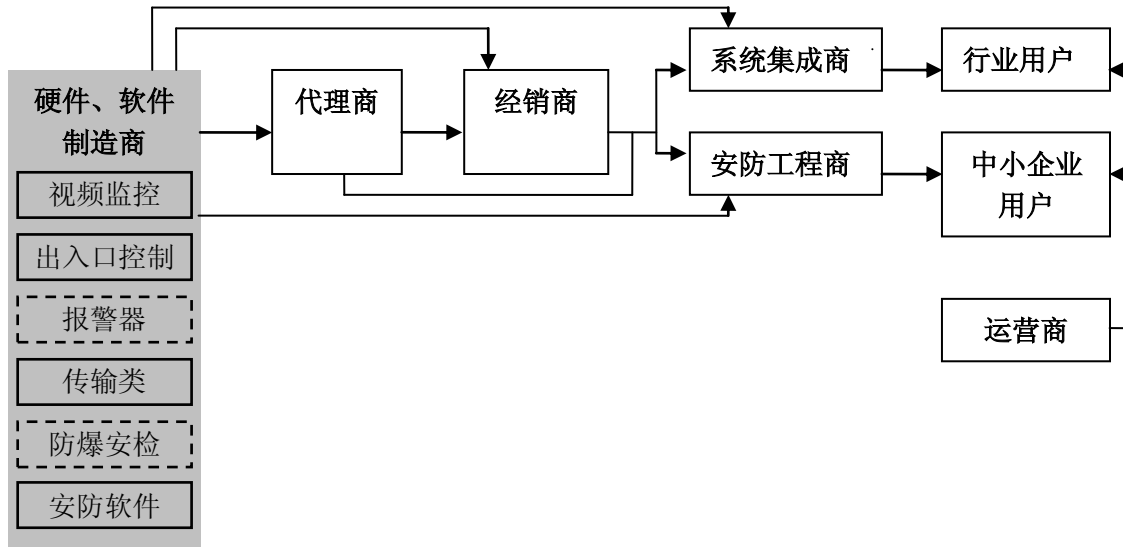 硬件、软件
制造商
视频监控
出入口控制
报警器
传输类
防爆安检
安防软件
代理商
经销商
系统集成商
安防工程商
行业用户
中小企业
用户
运营商